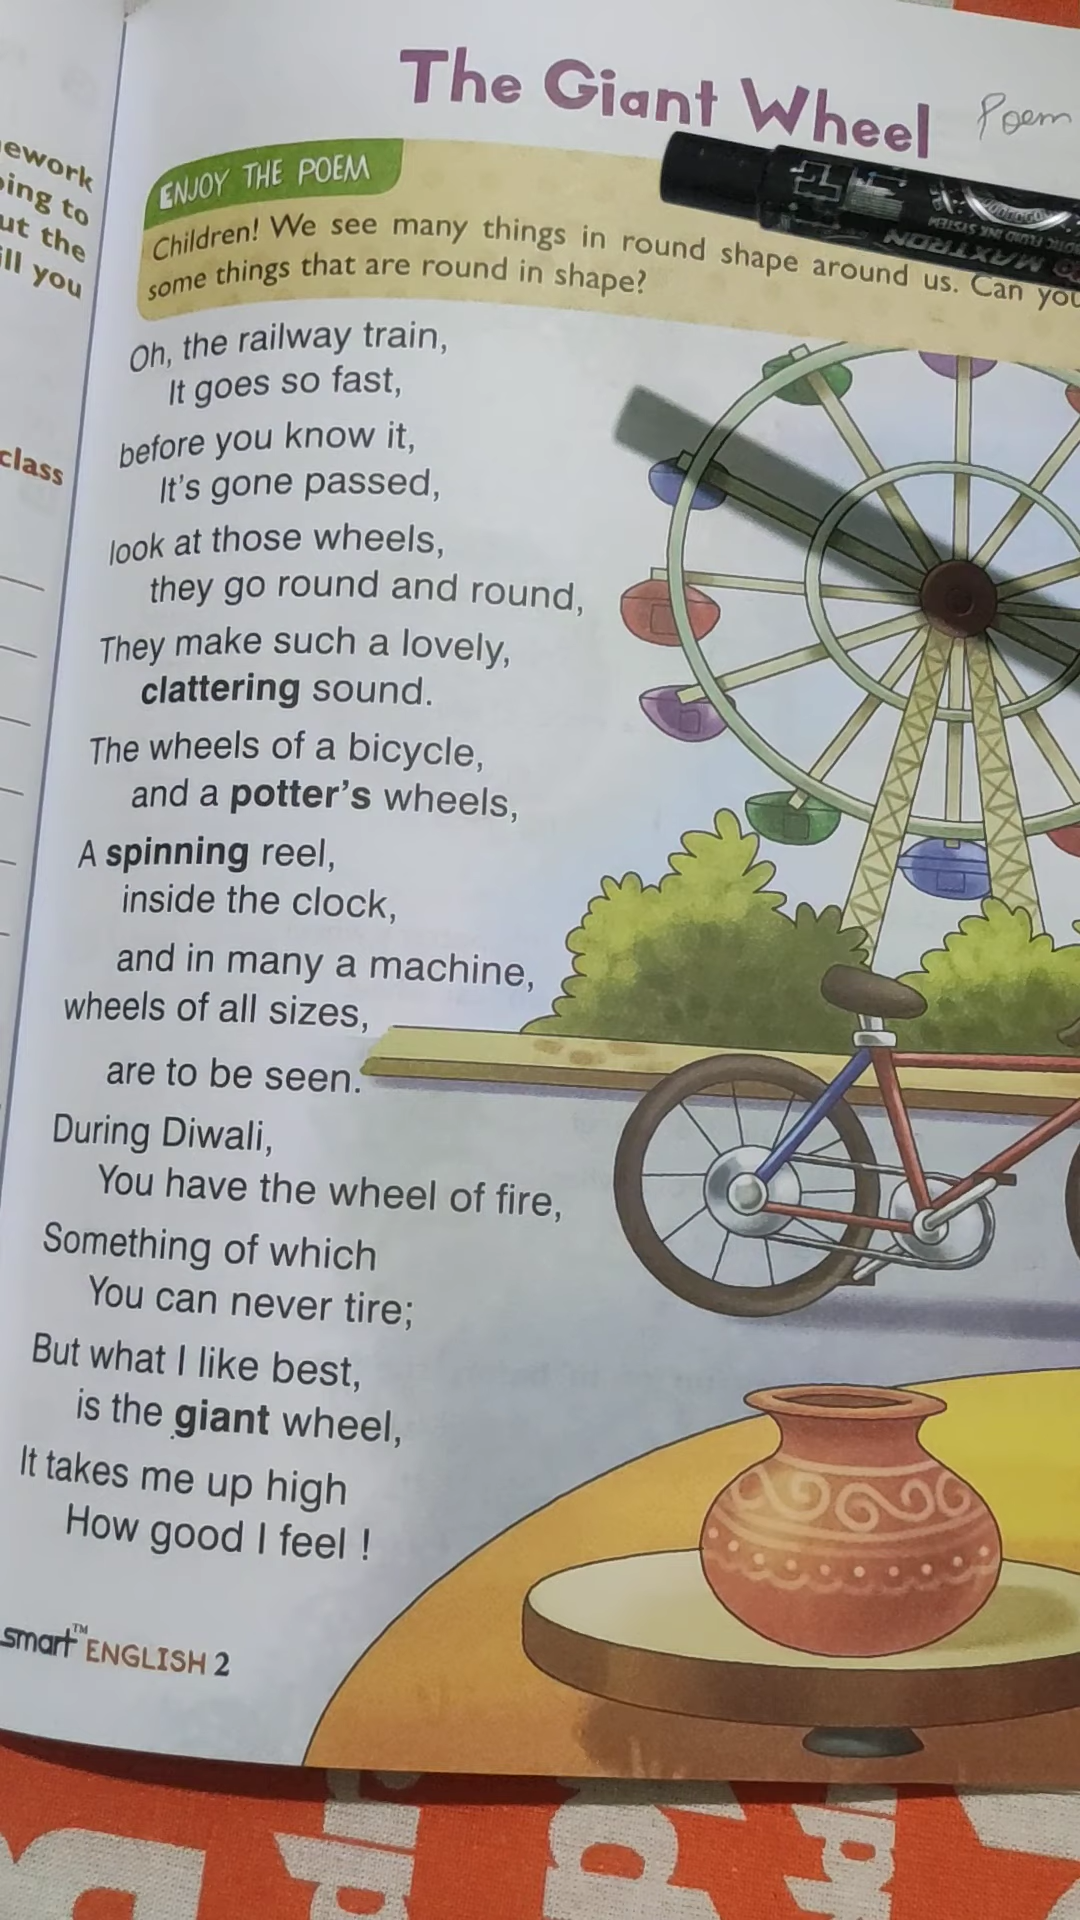 The Giant Wheel
Poem
ENJOY THE POEM
Children! We see many things in round shape around us. Can you
some things that are round in shape?
MAXTRON
Oh, the railway train,
It goes so fast,
before you know it,
It's gone passed,
look at those wheels,
they go round and round,
They make such a lovely,
clattering sound.
The wheels of a bicycle,
and a potter's wheels,
A spinning reel,
inside the clock,
and in many a machine,
wheels of all sizes,
are to be seen.
During Diwali,
You have the wheel of fire,
Something of which
You can never tire;
But what I like best,
is the giant wheel,
It takes me up high
How good I feel !
smart™ ENGLISH 2
ework
ing to
ut the
ill you
class